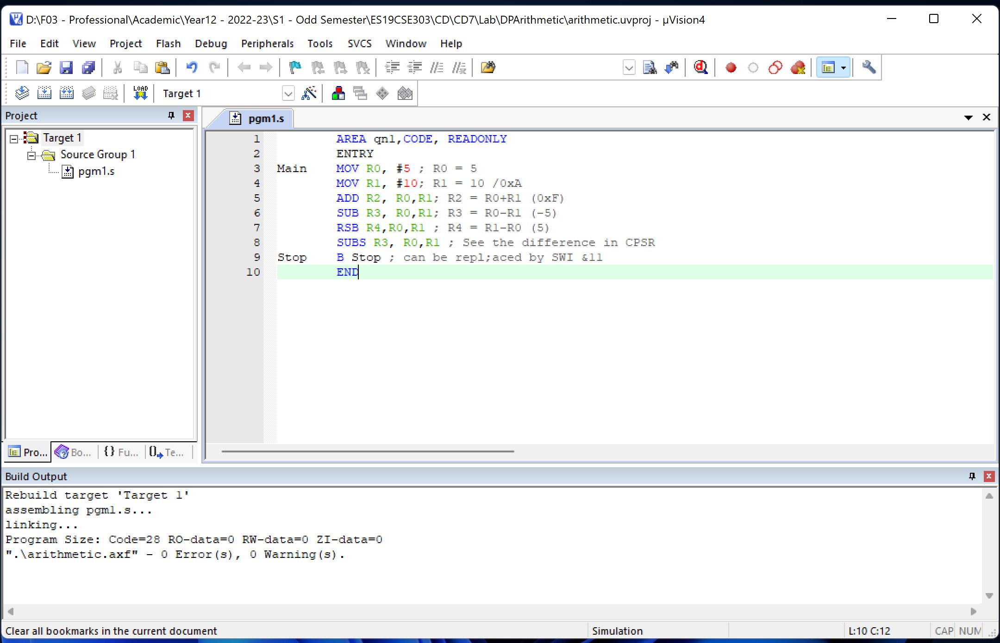 D:\F03 - Professional\Academic\Year12 - 2022-23\S1 - Odd Semester\ES19CSE303\CD\CD7\Lab\DPArithmetic\arithmetic.uvproj - µVision4
File Edit View Project Flash Debug Peripherals Tools SVCS Window Help
LOAD Target 1
Project
Target 1
Source Group 1
pgm1.s
pgm1.s
1 AREA qn1,CODE, READONLY
2 ENTRY
3 Main MOV R0, #5 ; R0 = 5
4 MOV R1, #10; R1 = 10 /0xA
5 ADD R2, R0,R1; R2 = R0+R1 (0xF)
6 SUB R3, R0,R1; R3 = R0-R1 (-5)
7 RSB R4,R0,R1 ; R4 = R1-R0 (5)
8 SUBS R3, R0,R1 ; See the difference in CPSR
9 Stop B Stop ; can be repl;aced by SWI &11
10 END
Pro... Bo... {} Fu... Te...
Build Output
Rebuild target 'Target 1'
assembling pgm1.s...
linking...
Program Size: Code=28 RO-data=0 RW-data=0 ZI-data=0
".\arithmetic.axf" - 0 Error(s), 0 Warning(s).
Clear all bookmarks in the current document Simulation L:10 C:12 CAP NUM